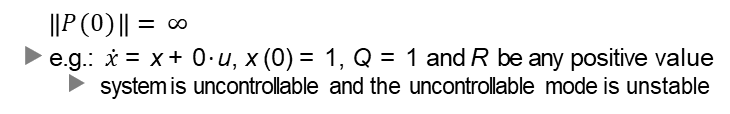 ‖P(0)‖ = ∞
▶ e.g.: ẋ = x + 0·u, x(0) = 1, Q = 1 and R be any positive value
▶ system is uncontrollable and the uncontrollable mode is unstable